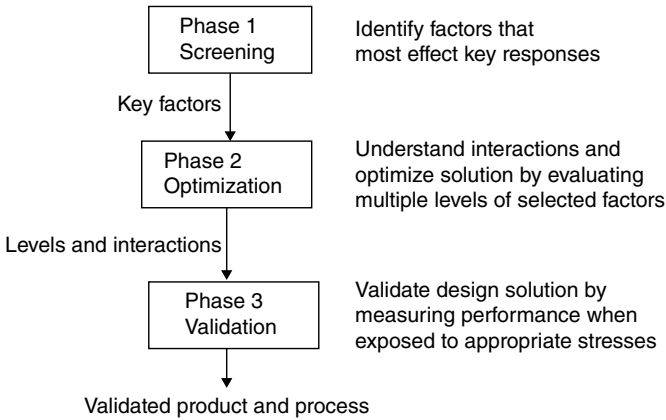 Phase 1
Screening
Identify factors that
most effect key responses
Key factors
Phase 2
Optimization
Understand interactions and
optimize solution by evaluating
multiple levels of selected factors
Levels and interactions
Phase 3
Validation
Validate design solution by
measuring performance when
exposed to appropriate stresses
Validated product and process